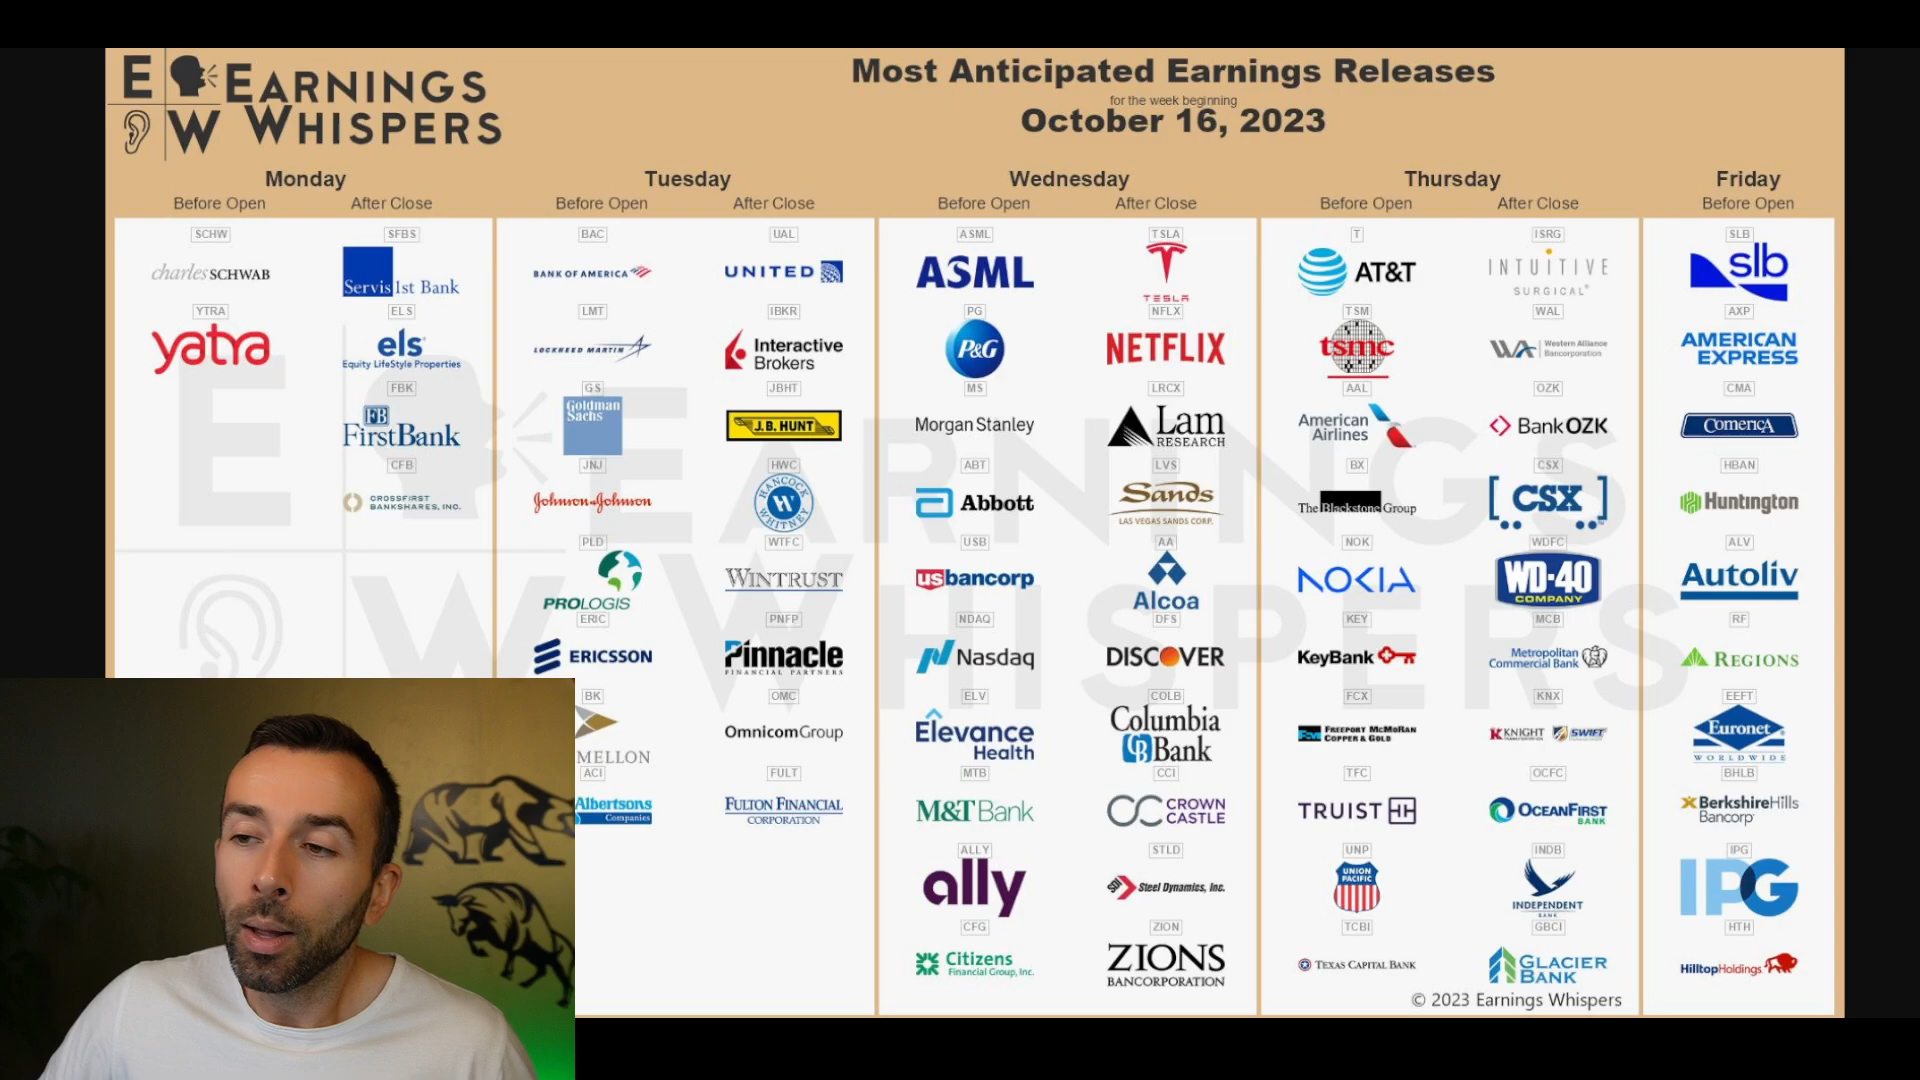 E
W
EARNINGS
WHISPERS
Most Anticipated Earnings Releases
for the week beginning
October 16, 2023
Monday
Before Open
After Close
SCHW
charles SCHWAB
YTRA
yatra
SFBS
Servis1st Bank
ELS
els
Equity LifeStyle Properties
FBK
FB
FirstBank
CFB
CROSSFIRST
BANKSHARES, INC.
Tuesday
Before Open
After Close
BAC
BANK OF AMERICA
LMT
LOCKHEED MARTIN
GS
Goldman
Sachs
JNJ
Johnson&Johnson
PLD
PROLOGIS
ERIC
ERICSSON
BK
MELLON
ACI
Albertsons
Companies
UAL
UNITED
IBKR
Interactive
Brokers
JBHT
J.B. HUNT
HWC
HANCOCK
W
WHITNEY
WTFC
WINTRUST
PNFP
Pinnacle
FINANCIAL PARTNERS
OMC
OmnicomGroup
FULT
FULTON FINANCIAL
CORPORATION
Wednesday
Before Open
After Close
ASML
ASML
PG
P&G
MS
Morgan Stanley
ABT
Abbott
USB
usbancorp
NDAQ
Nasdaq
ELV
Elevance
Health
MTB
M&T Bank
ALLY
ally
CFG
Citizens
Financial Group, Inc.
TSLA
TESLA
NFLX
NETFLIX
LRCX
Lam
RESEARCH
LVS
Sands
LAS VEGAS SANDS CORP.
AA
Alcoa
DFS
DISCOVER
COLB
Columbia
CB Bank
CCI
CROWN
CASTLE
STLD
SDI Steel Dynamics, Inc.
ZION
ZIONS
BANCORPORATION
Thursday
Before Open
After Close
T
AT&T
TSM
tsmc
AAL
American
Airlines
BX
The Blackstone Group
NOK
NOKIA
KEY
KeyBank
FCX
FCX FREEPORT MCMORAN
COPPER & GOLD
TFC
TRUIST
UNP
UNION
PACIFIC
TCBI
TEXAS CAPITAL BANK
ISRG
INTUITIVE
SURGICAL®
WAL
WA Western Alliance
Bancorporation
OZK
Bank OZK
CSX
[CSX]
WDFC
WD-40
COMPANY
MCB
Metropolitan
Commercial Bank
KNX
KNIGHT
TRANSPORTATION
SWIFT
OCFC
OCEANFIRST
BANK
INDB
INDEPENDENT
BANK
GBCI
GLACIER
BANK
Friday
Before Open
SLB
slb
AXP
AMERICAN
EXPRESS
CMA
ComericA
HBAN
Huntington
ALV
Autoliv
RF
REGIONS
EEFT
Euronet
WORLDWIDE
BHLB
BerkshireHills
Bancorp
IPG
IPG
HTH
HilltopHoldings
© 2023 Earnings Whispers
E
EARNINGS
W WHISPERS